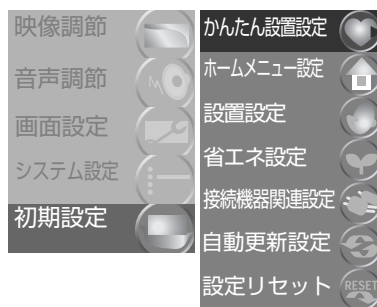 映像調節
音声調節
画面設定
システム設定
初期設定
かんたん設置設定
ホームメニュー設定
設置設定
省エネ設定
接続機器関連設定
自動更新設定
設定リセット
RESET